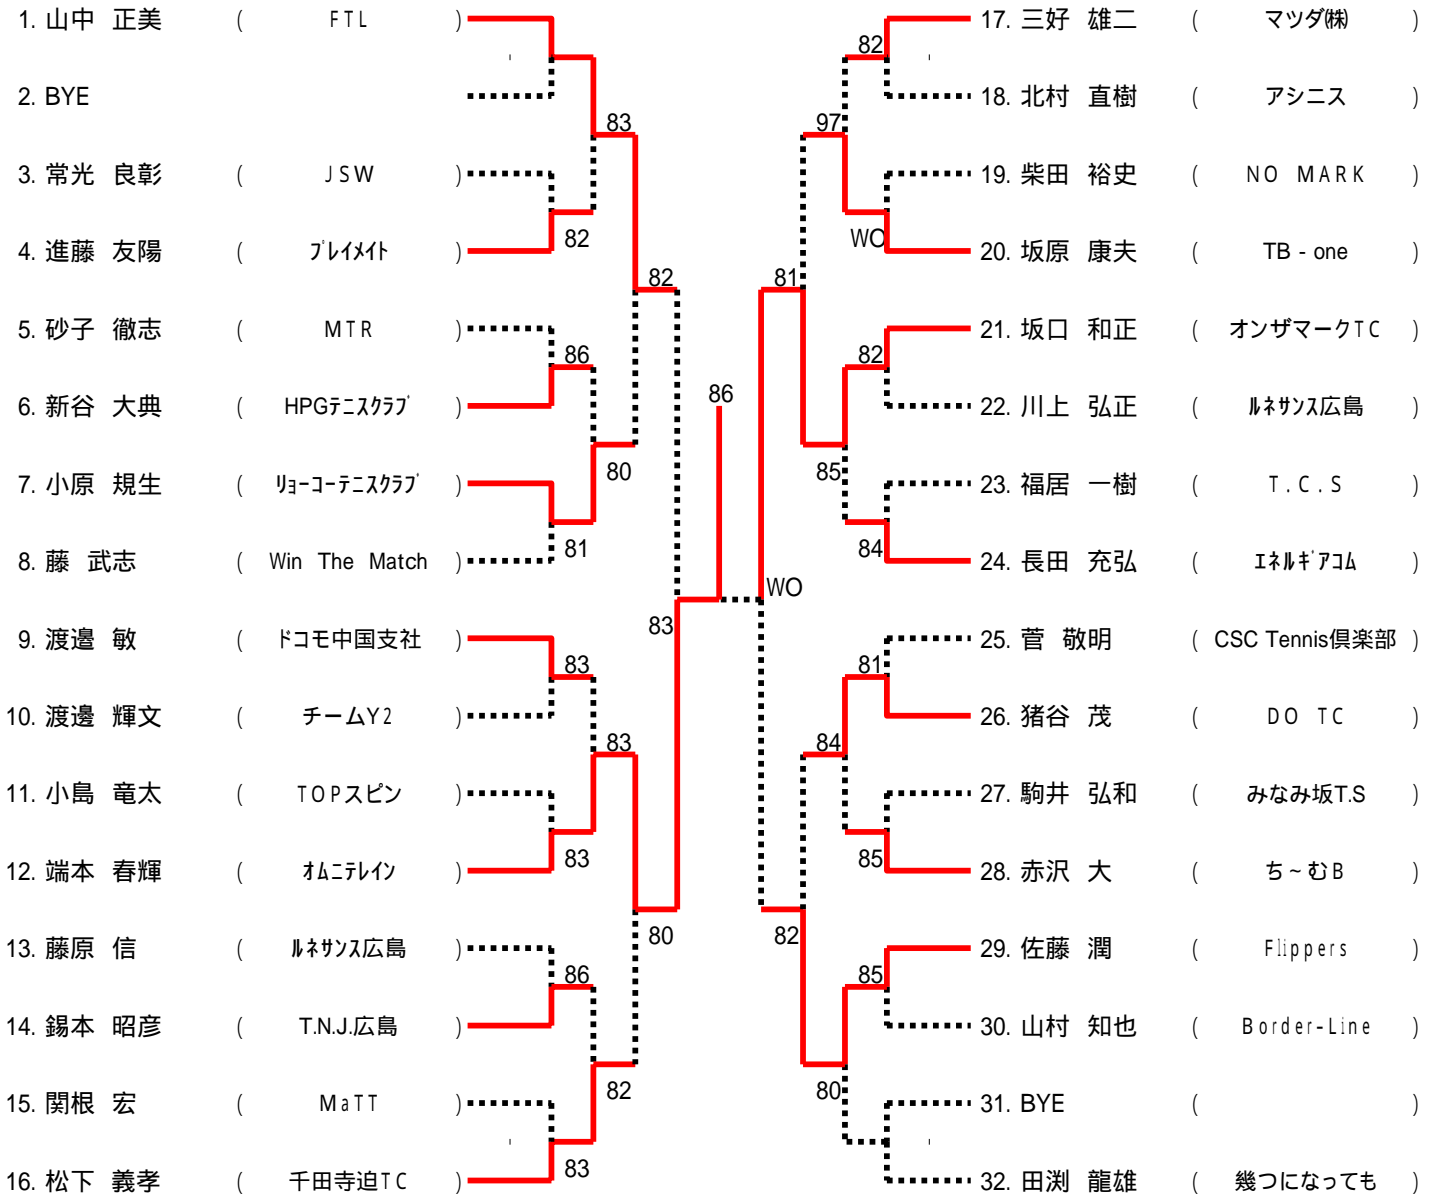 1. 山中 正美 ( FTL )
2. BYE
83
3. 常光 良彰 ( JSW )
82
4. 進藤 友陽 ( プレイメイト )
82
5. 砂子 徹志 ( MTR )
86
6. 新谷 大典 ( HPGテニスクラブ )
80
7. 小原 規生 ( リョーコーテニスクラブ )
81
8. 藤 武志 ( Win The Match )
83
9. 渡邉 敏 ( ドコモ中国支社 )
83
10. 渡邊 輝文 ( チームY2 )
83
11. 小島 竜太 ( TOPスピン )
83
12. 端本 春輝 ( オムニテレイン )
80
13. 藤原 信 ( ルネサンス広島 )
86
14. 錫本 昭彦 ( T.N.J.広島 )
82
15. 関根 宏 ( MaTT )
83
16. 松下 義孝 ( 千田寺迫TC )
86
WO
17. 三好 雄二 ( マツダ㈱ )
82
18. 北村 直樹 ( アシニス )
97
19. 柴田 裕史 ( NO MARK )
WO
20. 坂原 康夫 ( TB - one )
81
21. 坂口 和正 ( オンザマークTC )
82
22. 川上 弘正 ( ルネサンス広島 )
85
23. 福居 一樹 ( T.C.S )
84
24. 長田 充弘 ( エネルギアコム )
25. 菅 敬明 ( CSC Tennis倶楽部 )
81
26. 猪谷 茂 ( DO TC )
84
27. 駒井 弘和 ( みなみ坂T.S )
85
28. 赤沢 大 ( ち~むB )
82
29. 佐藤 潤 ( Flippers )
85
30. 山村 知也 ( Border-Line )
80
31. BYE ( )
32. 田渕 龍雄 ( 幾つになっても )